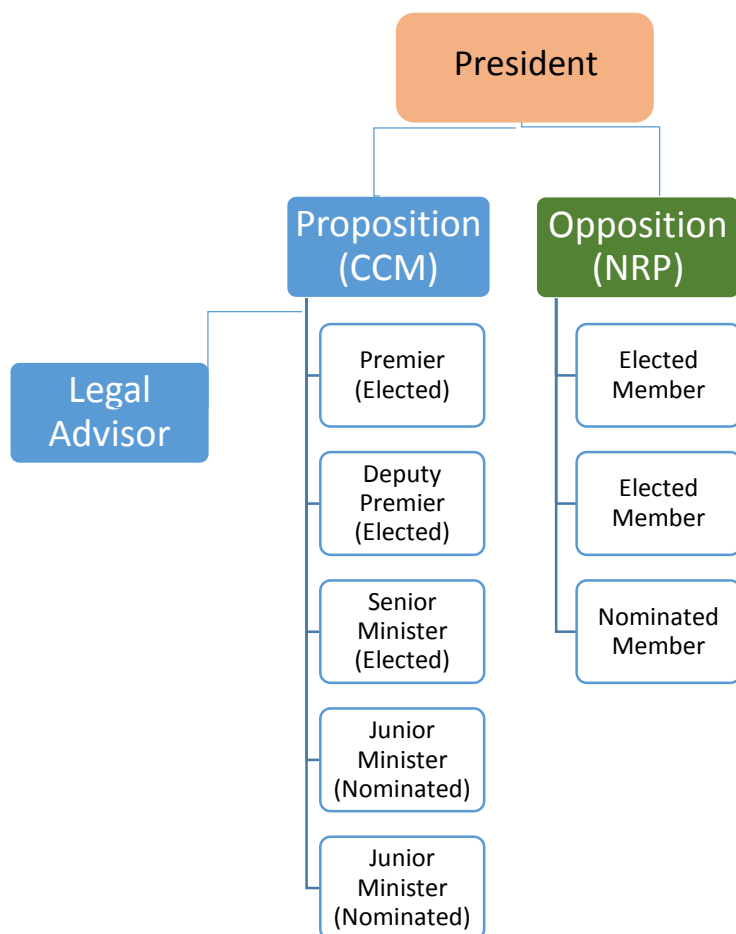 President
Proposition
(CCM)
Opposition
(NRP)
Legal
Advisor
Premier
(Elected)
Deputy
Premier
(Elected)
Senior
Minister
(Elected)
Junior
Minister
(Nominated)
Junior
Minister
(Nominated)
Elected
Member
Elected
Member
Nominated
Member